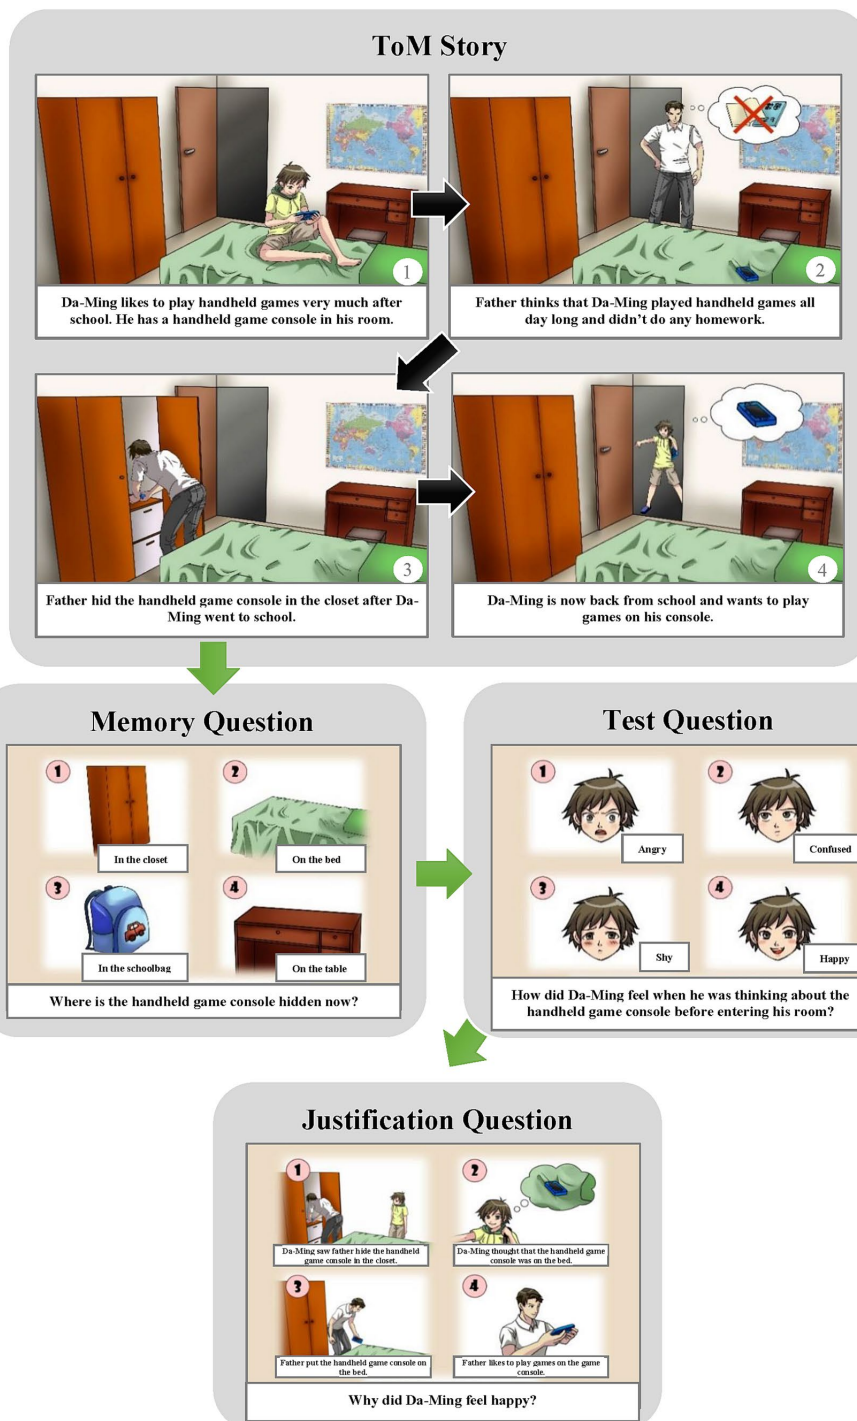 ToM Story
1
Da-Ming likes to play handheld games very much after
school. He has a handheld game console in his room.
2
Father thinks that Da-Ming played handheld games all
day long and didn't do any homework.
3
Father hid the handheld game console in the closet after Da-
Ming went to school.
4
Da-Ming is now back from school and wants to play
games on his console.
Memory Question
1
In the closet
2
On the bed
3
In the schoolbag
4
On the table
Where is the handheld game console hidden now?
Test Question
1
Angry
2
Confused
3
Shy
4
Happy
How did Da-Ming feel when he was thinking about the
handheld game console before entering his room?
Justification Question
1
Da-Ming saw father hide the handheld
game console in the closet.
2
Da-Ming thought that the handheld game
console was on the bed.
3
Father put the handheld game console on
the bed.
4
Father likes to play games on the game
console.
Why did Da-Ming feel happy?